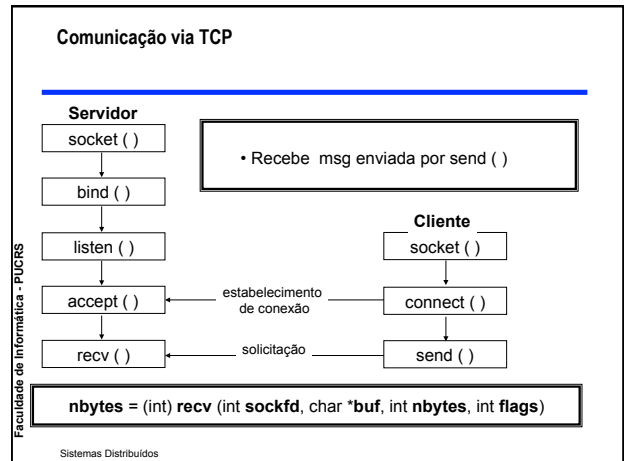 Comunicação via TCP
Servidor
socket ( )
• Recebe msg enviada por send ( )
bind ( )
Cliente
listen ( )
socket ( )
accept ( )
estabelecimento
de conexão
connect ( )
recv ( )
solicitação
send ( )
nbytes = (int) recv (int sockfd, char *buf, int nbytes, int flags)
Faculdade de Informática - PUCRS
Sistemas Distribuídos